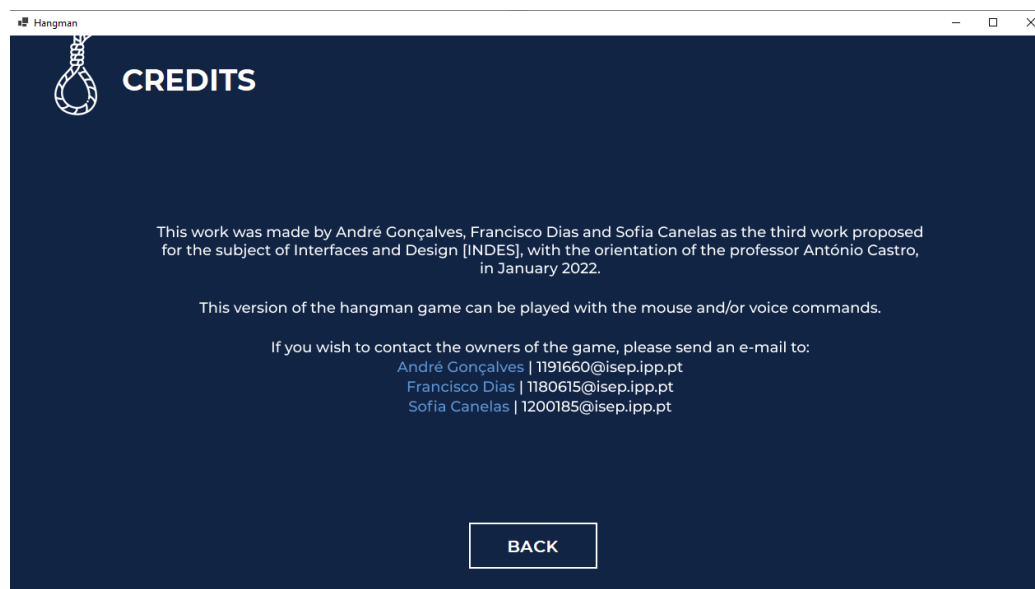 Hangman
CREDITS
This work was made by André Gonçalves, Francisco Dias and Sofia Canelas as the third work proposed
for the subject of Interfaces and Design [INDES], with the orientation of the professor António Castro,
in January 2022.
This version of the hangman game can be played with the mouse and/or voice commands.
If you wish to contact the owners of the game, please send an e-mail to:
André Gonçalves | 1191660@isep.ipp.pt
Francisco Dias | 1180615@isep.ipp.pt
Sofia Canelas | 1200185@isep.ipp.pt
BACK